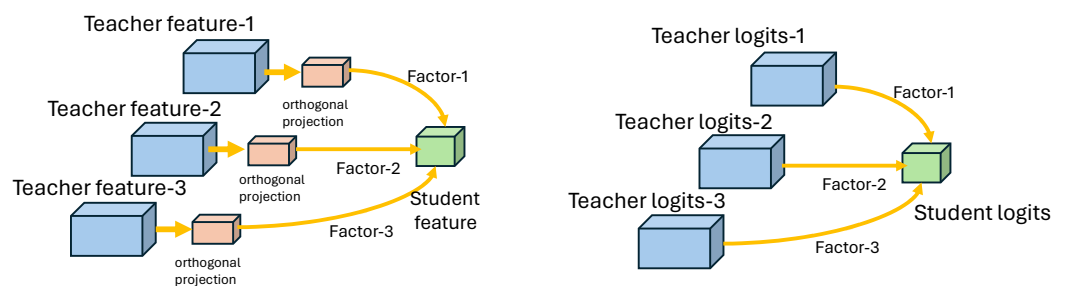 Teacher feature-1
Factor-1
orthogonal
projection
Teacher feature-2
Factor-2
orthogonal
projection
Teacher feature-3
Student
feature
Factor-3
orthogonal
projection
Teacher logits-1
Factor-1
Teacher logits-2
Factor-2
Teacher logits-3
Student logits
Factor-3